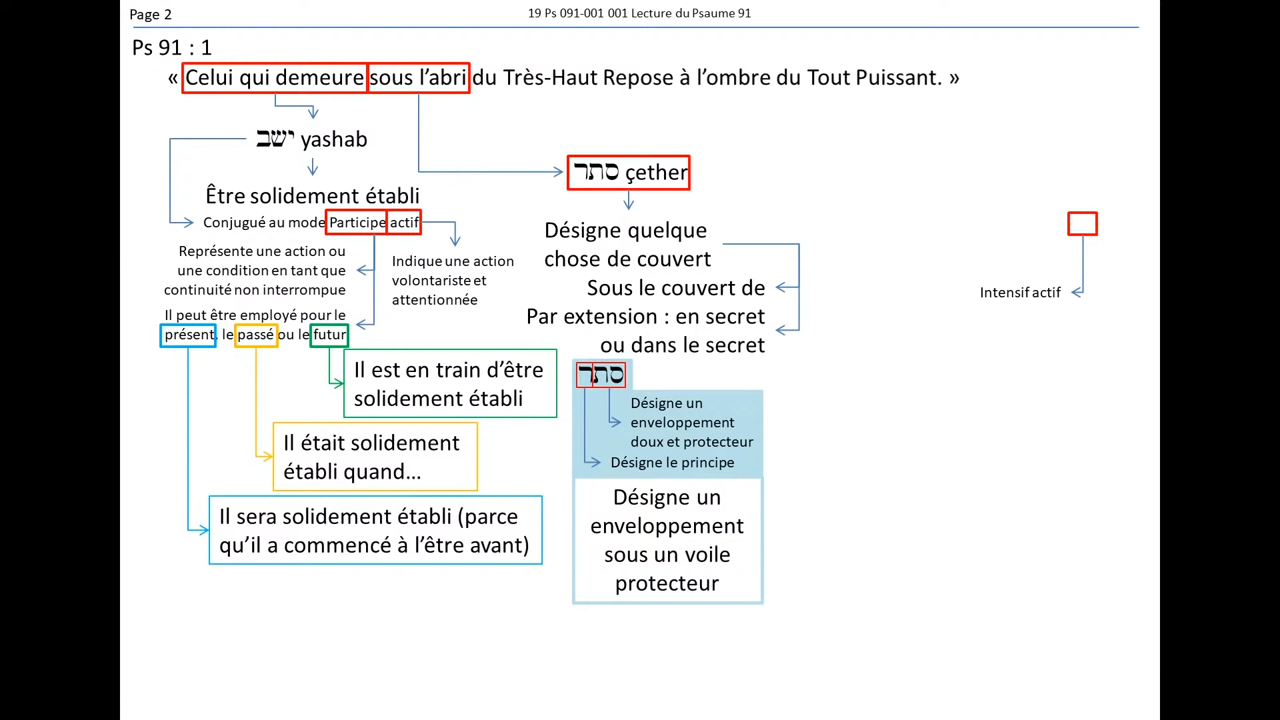 Page 2
19 Ps 091-001 001 Lecture du Psaume 91
Ps 91 : 1
« Celui qui demeure sous l’abri du Très-Haut Repose à l’ombre du Tout Puissant. »
ישב yashab
Être solidement établi
Conjugué au mode Participe actif
Représente une action ou
une condition en tant que
continuité non interrompue
Indique une action
volontariste et
attentionnée
Il peut être employé pour le
présent, le passé ou le futur
Il est en train d’être
solidement établi
Il était solidement
établi quand...
Il sera solidement établi (parce
qu’il a commencé à l’être avant)
סתר çether
Désigne quelque
chose de couvert
Sous le couvert de
Par extension : en secret
ou dans le secret
סתר
Désigne un
enveloppement
doux et protecteur
Désigne le principe
Désigne un
enveloppement
sous un voile
protecteur
Intensif actif